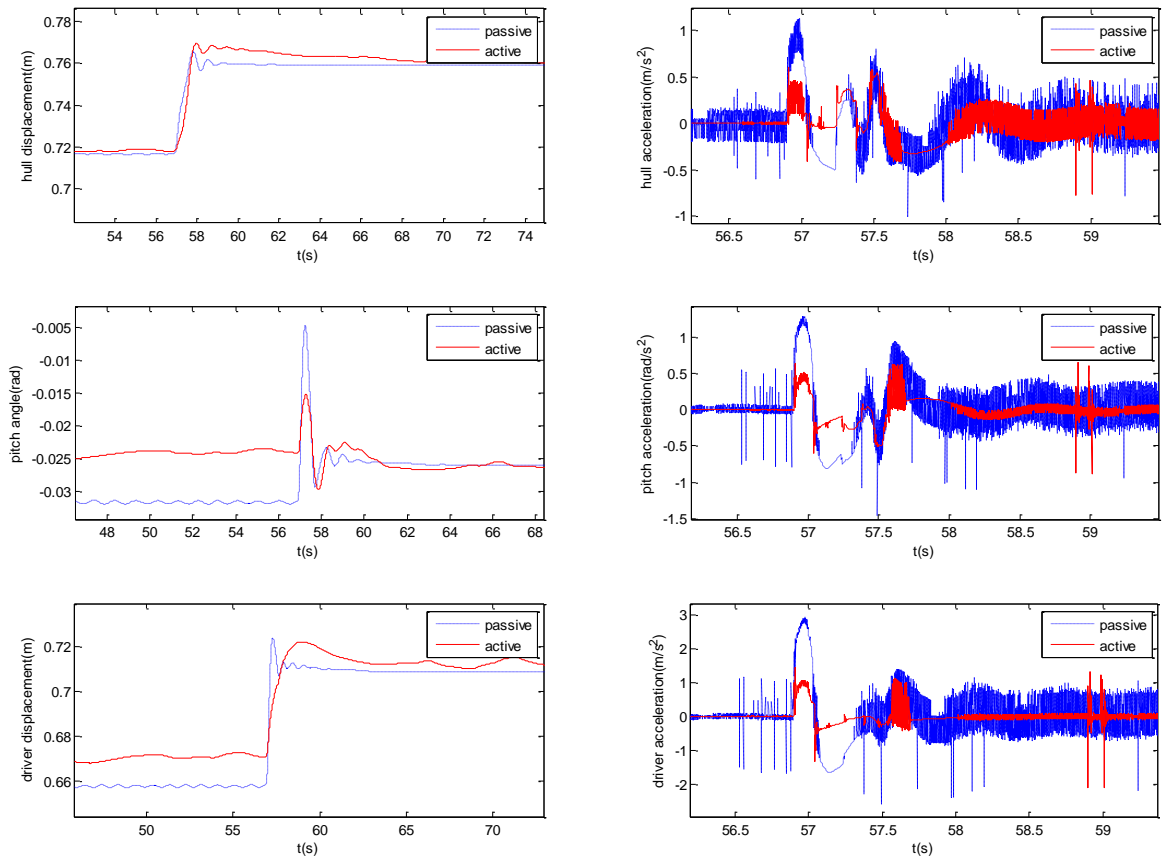 0.78
0.76
0.74
0.72
0.7
hull displacement(m)
54 56 58 60 62 64 66 68 70 72 74
t(s)
passive
active
1
0.5
0
-0.5
-1
hull acceleration(m/s²)
56.5 57 57.5 58 58.5 59
t(s)
passive
active
-0.005
-0.01
-0.015
-0.02
-0.025
-0.03
pitch angle(rad)
48 50 52 54 56 58 60 62 64 66 68
t(s)
passive
active
1
0.5
0
-0.5
-1
-1.5
pitch acceleration(rad/s²)
56.5 57 57.5 58 58.5 59
t(s)
passive
active
0.72
0.7
0.68
0.66
driver displacement(m)
50 55 60 65 70
t(s)
passive
active
3
2
1
0
-1
-2
driver acceleration(m/s²)
56.5 57 57.5 58 58.5 59
t(s)
passive
active